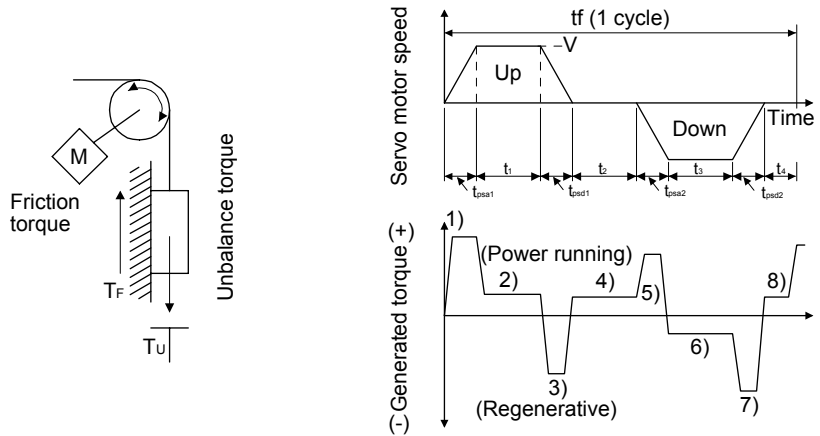 M
Friction
torque
TF
TU
Unbalance torque
Servo motor speed
tf (1 cycle)
V
Up
Down
Time
tpsa1
t1
tpsd1
t2
tpsa2
t3
tpsd2
t4
(-) Generated torque (+)
1)
(Power running)
2)
3)
(Regenerative)
4)
5)
6)
7)
8)